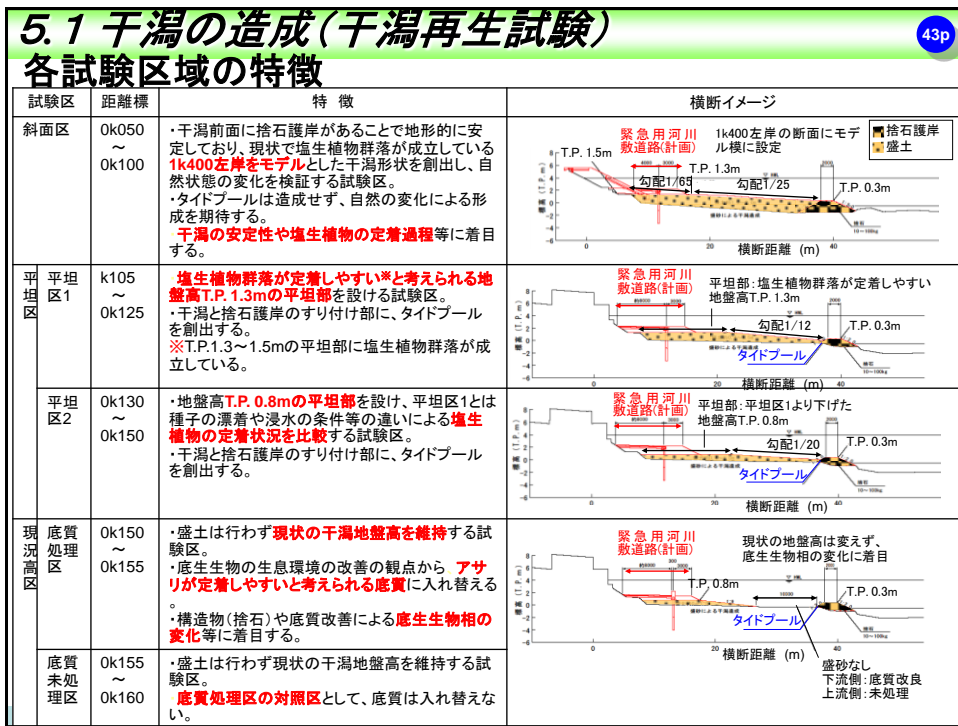 5.1 干潟の造成(干潟再生試験)
43p
各試験区域の特徴
試験区
距離標
特 徴
横断イメージ
斜面区
0k050
～
0k100
・干潟前面に捨石護岸があることで地形的に安
定しており、現状で塩生植物群落が成立している
1k400左岸をモデルとした干潟形状を創出し、自
然状態の変化を検証する試験区。
・タイドプールは造成せず、自然の変化による形
成を期待する。
干潟の安定性や塩生植物の定着過程等に着目
する。
緊急用河川
敷道路(計画)
1k400左岸の断面にモデ
ル横に設定
捨石護岸
盛土
T.P. 1.5m
T.P. 1.3m
勾配1/65
勾配1/25
T.P. 0.3m
標高 (T.P. m)
横断距離 (m)
平坦区
平坦
区1
k105
～
0k125
塩生植物群落が定着しやすい※と考えられる地
盤高T.P. 1.3mの平坦部を設ける試験区。
・干潟と捨石護岸のすり付け部に、タイドプール
を創出する。
※T.P.1.3～1.5mの平坦部に塩生植物群落が成
立している。
緊急用河川
敷道路(計画)
平坦部:塩生植物群落が定着しやすい
地盤高T.P. 1.3m
勾配1/12
T.P. 0.3m
タイドプール
標高 (T.P. m)
横断距離 (m)
平坦
区2
0k130
～
0k150
・地盤高T.P. 0.8mの平坦部を設け、平坦区1とは
種子の漂着や浸水の条件等の違いによる塩生
植物の定着状況を比較する試験区。
・干潟と捨石護岸のすり付け部に、タイドプール
を創出する。
緊急用河川
敷道路(計画)
平坦部:平坦区1より下げた
地盤高T.P. 0.8m
勾配1/20
T.P. 0.3m
タイドプール
標高 (T.P. m)
横断距離 (m)
現況高区
底質
処理
区
0k150
～
0k155
・盛土は行わず現状の干潟地盤高を維持する試
験区。
・底生生物の生息環境の改善の観点から アサ
リが定着しやすいと考えられる底質に入れ替える
。
・構造物(捨石)や底質改善による底生生物相の
変化等に着目する。
緊急用河川
敷道路(計画)
現状の地盤高は変えず、
底生生物相の変化に着目
T.P. 0.8m
T.P. 0.3m
タイドプール
標高 (T.P. m)
横断距離 (m)
盛砂なし
下流側:底質改良
上流側:未処理
底質
未処
理区
0k155
～
0k160
・盛土は行わず現状の干潟地盤高を維持する試
験区。
底質処理区の対照区として、底質は入れ替えな
い。